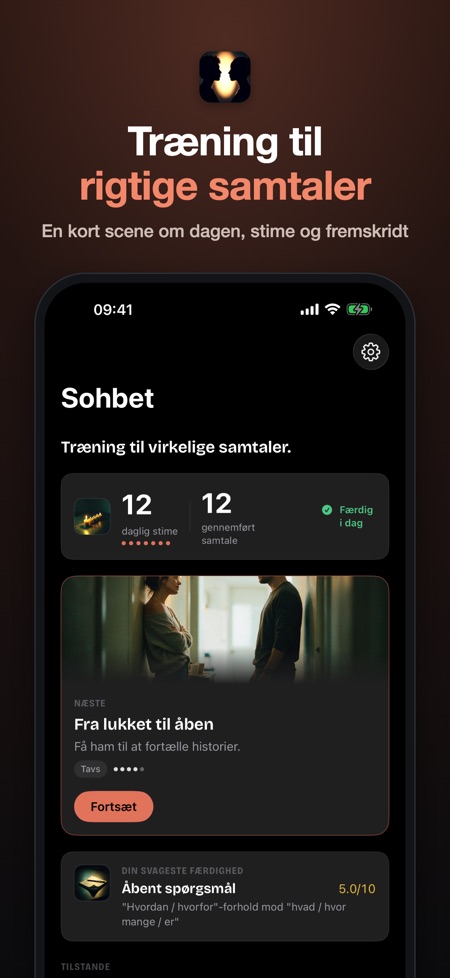 Træning til
rigtige samtaler
En kort scene om dagen, stime og fremskridt
09:41
Sohbet
Træning til virkelige samtaler.
12
daglig stime
12
gennemført
samtale
Færdig
i dag
NÆSTE
Fra lukket til åben
Få ham til at fortælle historier.
Tavs
Fortsæt
DIN SVAGESTE FÆRDIGHED
Åbent spørgsmål
5.0/10
"Hvordan / hvorfor"-forhold mod "hvad / hvor
mange / er"
TILSTANDE